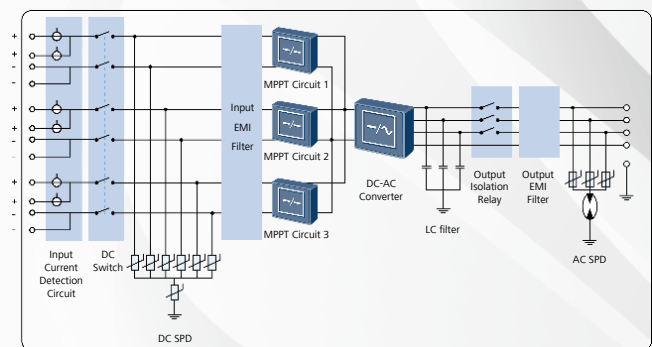 +
+
-
-
+
+
-
-
+
+
-
-
Input
Current
Detection
Circuit
DC
Switch
DC SPD
Input
EMI
Filter
MPPT Circuit 1
MPPT Circuit 2
MPPT Circuit 3
DC-AC
Converter
LC filter
Output
Isolation
Relay
Output
EMI
Filter
AC SPD